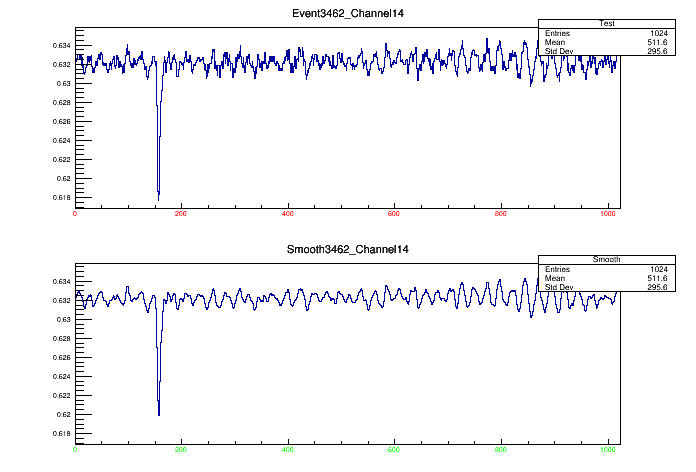 Event3462_Channel14
Test
Entries 1024
Mean 511.6
Std Dev 295.6
0.634
0.632
0.63
0.628
0.626
0.624
0.622
0.62
0.618
0 200 400 600 800 1000
Smooth3462_Channel14
Smooth
Entries 1024
Mean 511.6
Std Dev 295.6
0.634
0.632
0.63
0.628
0.626
0.624
0.622
0.62
0.618
0 200 400 600 800 1000